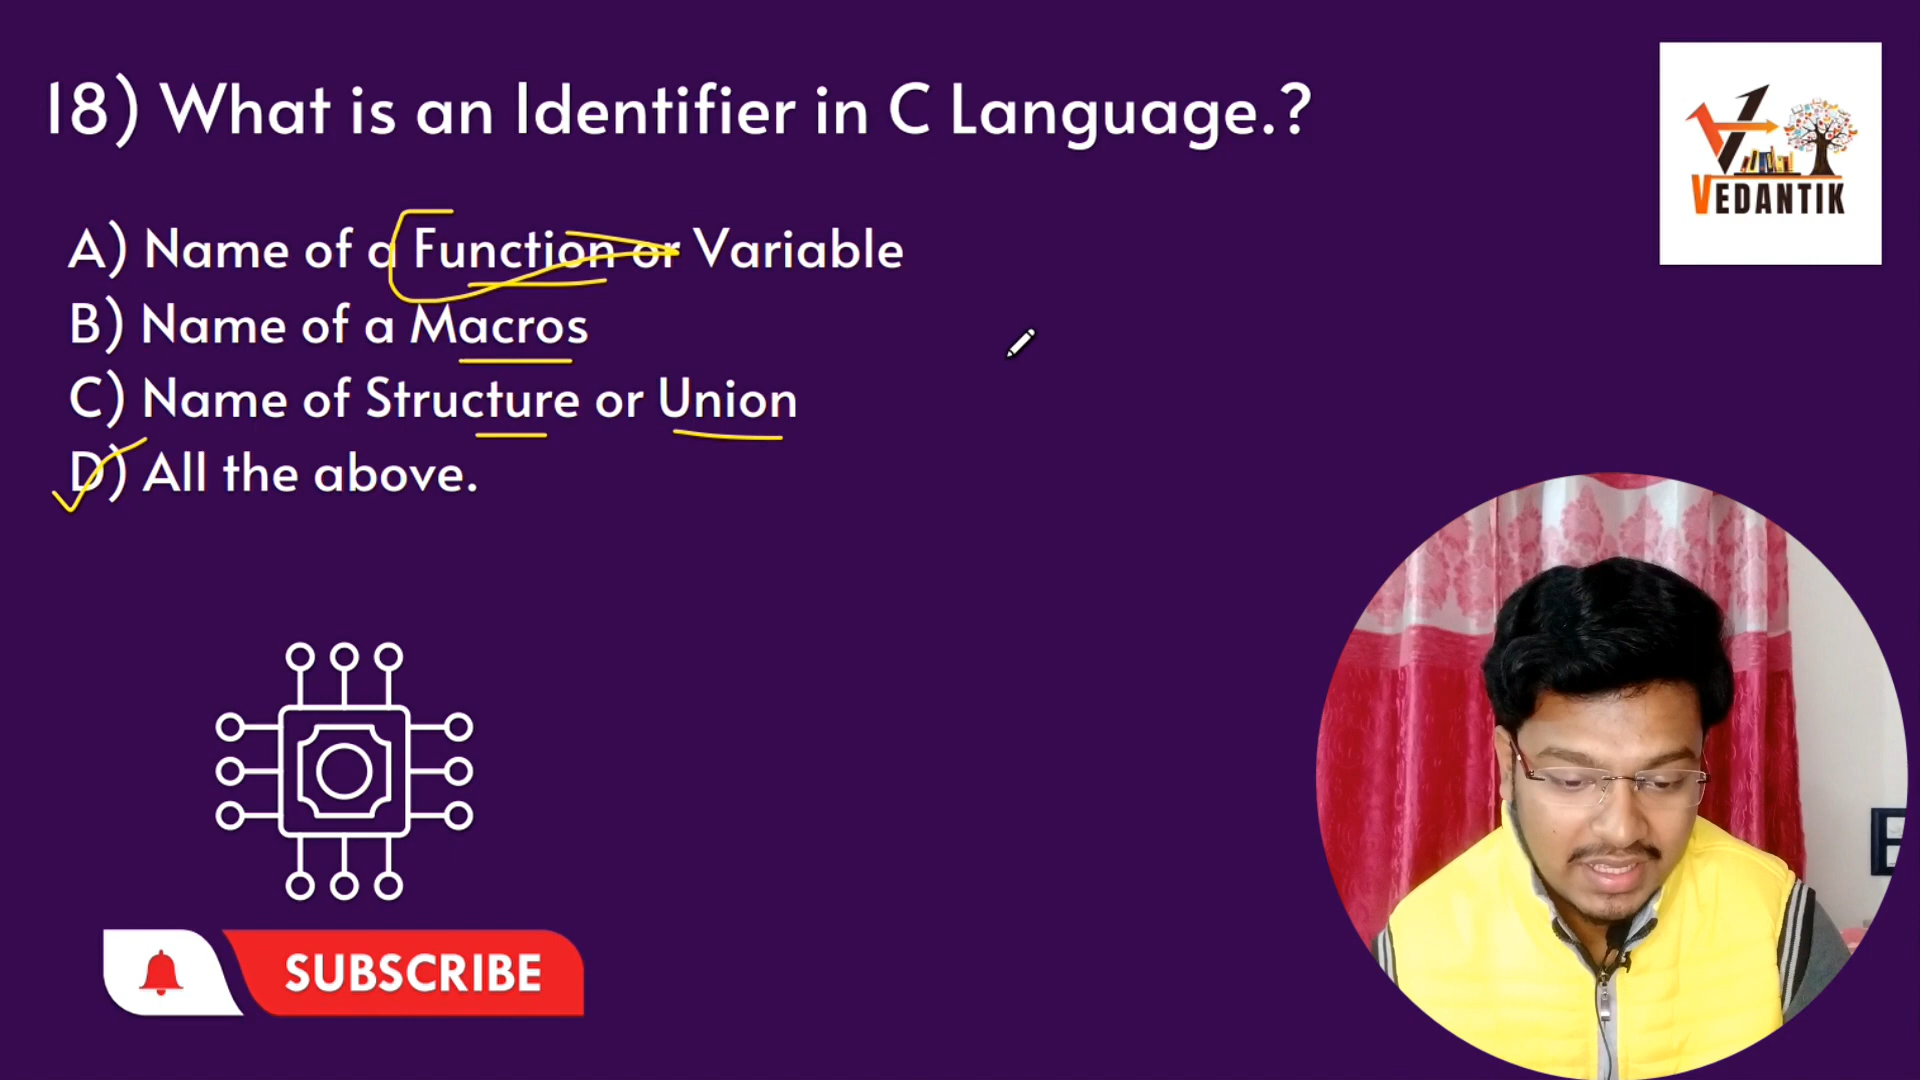 18) What is an Identifier in C Language.?
A) Name of a Function or Variable
B) Name of a Macros
C) Name of Structure or Union
D) All the above.
VEDANTIK
SUBSCRIBE